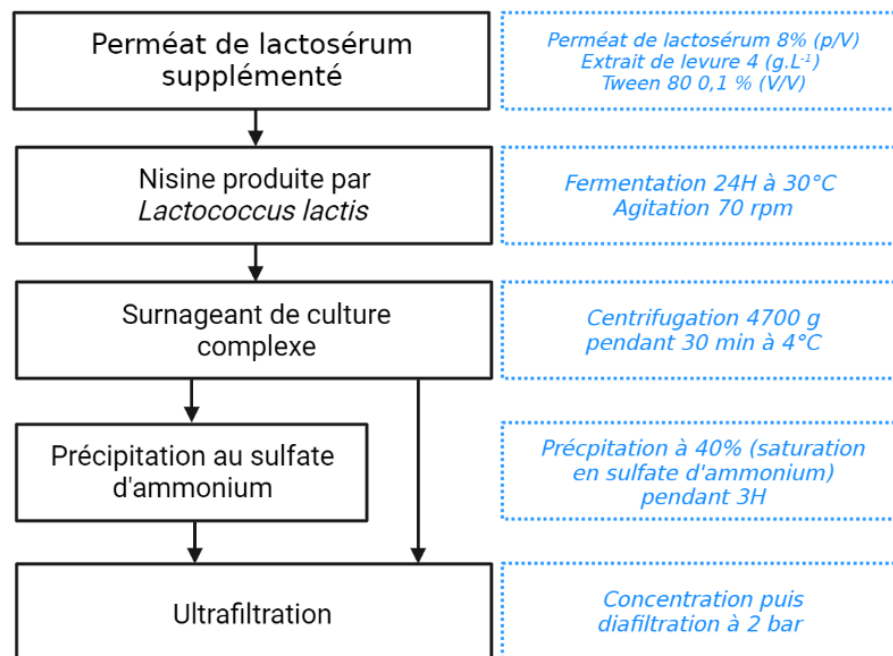 Perméat de lactosérum
supplémenté
Perméat de lactosérum 8% (p/V)
Extrait de levure 4 (g.L⁻¹)
Tween 80 0,1 % (V/V)
Nisine produite par
Lactococcus lactis
Fermentation 24H à 30°C
Agitation 70 rpm
Surnageant de culture
complexe
Centrifugation 4700 g
pendant 30 min à 4°C
Précipitation au sulfate
d'ammonium
Précpitation à 40% (saturation
en sulfate d'ammonium)
pendant 3H
Ultrafiltration
Concentration puis
diafiltration à 2 bar